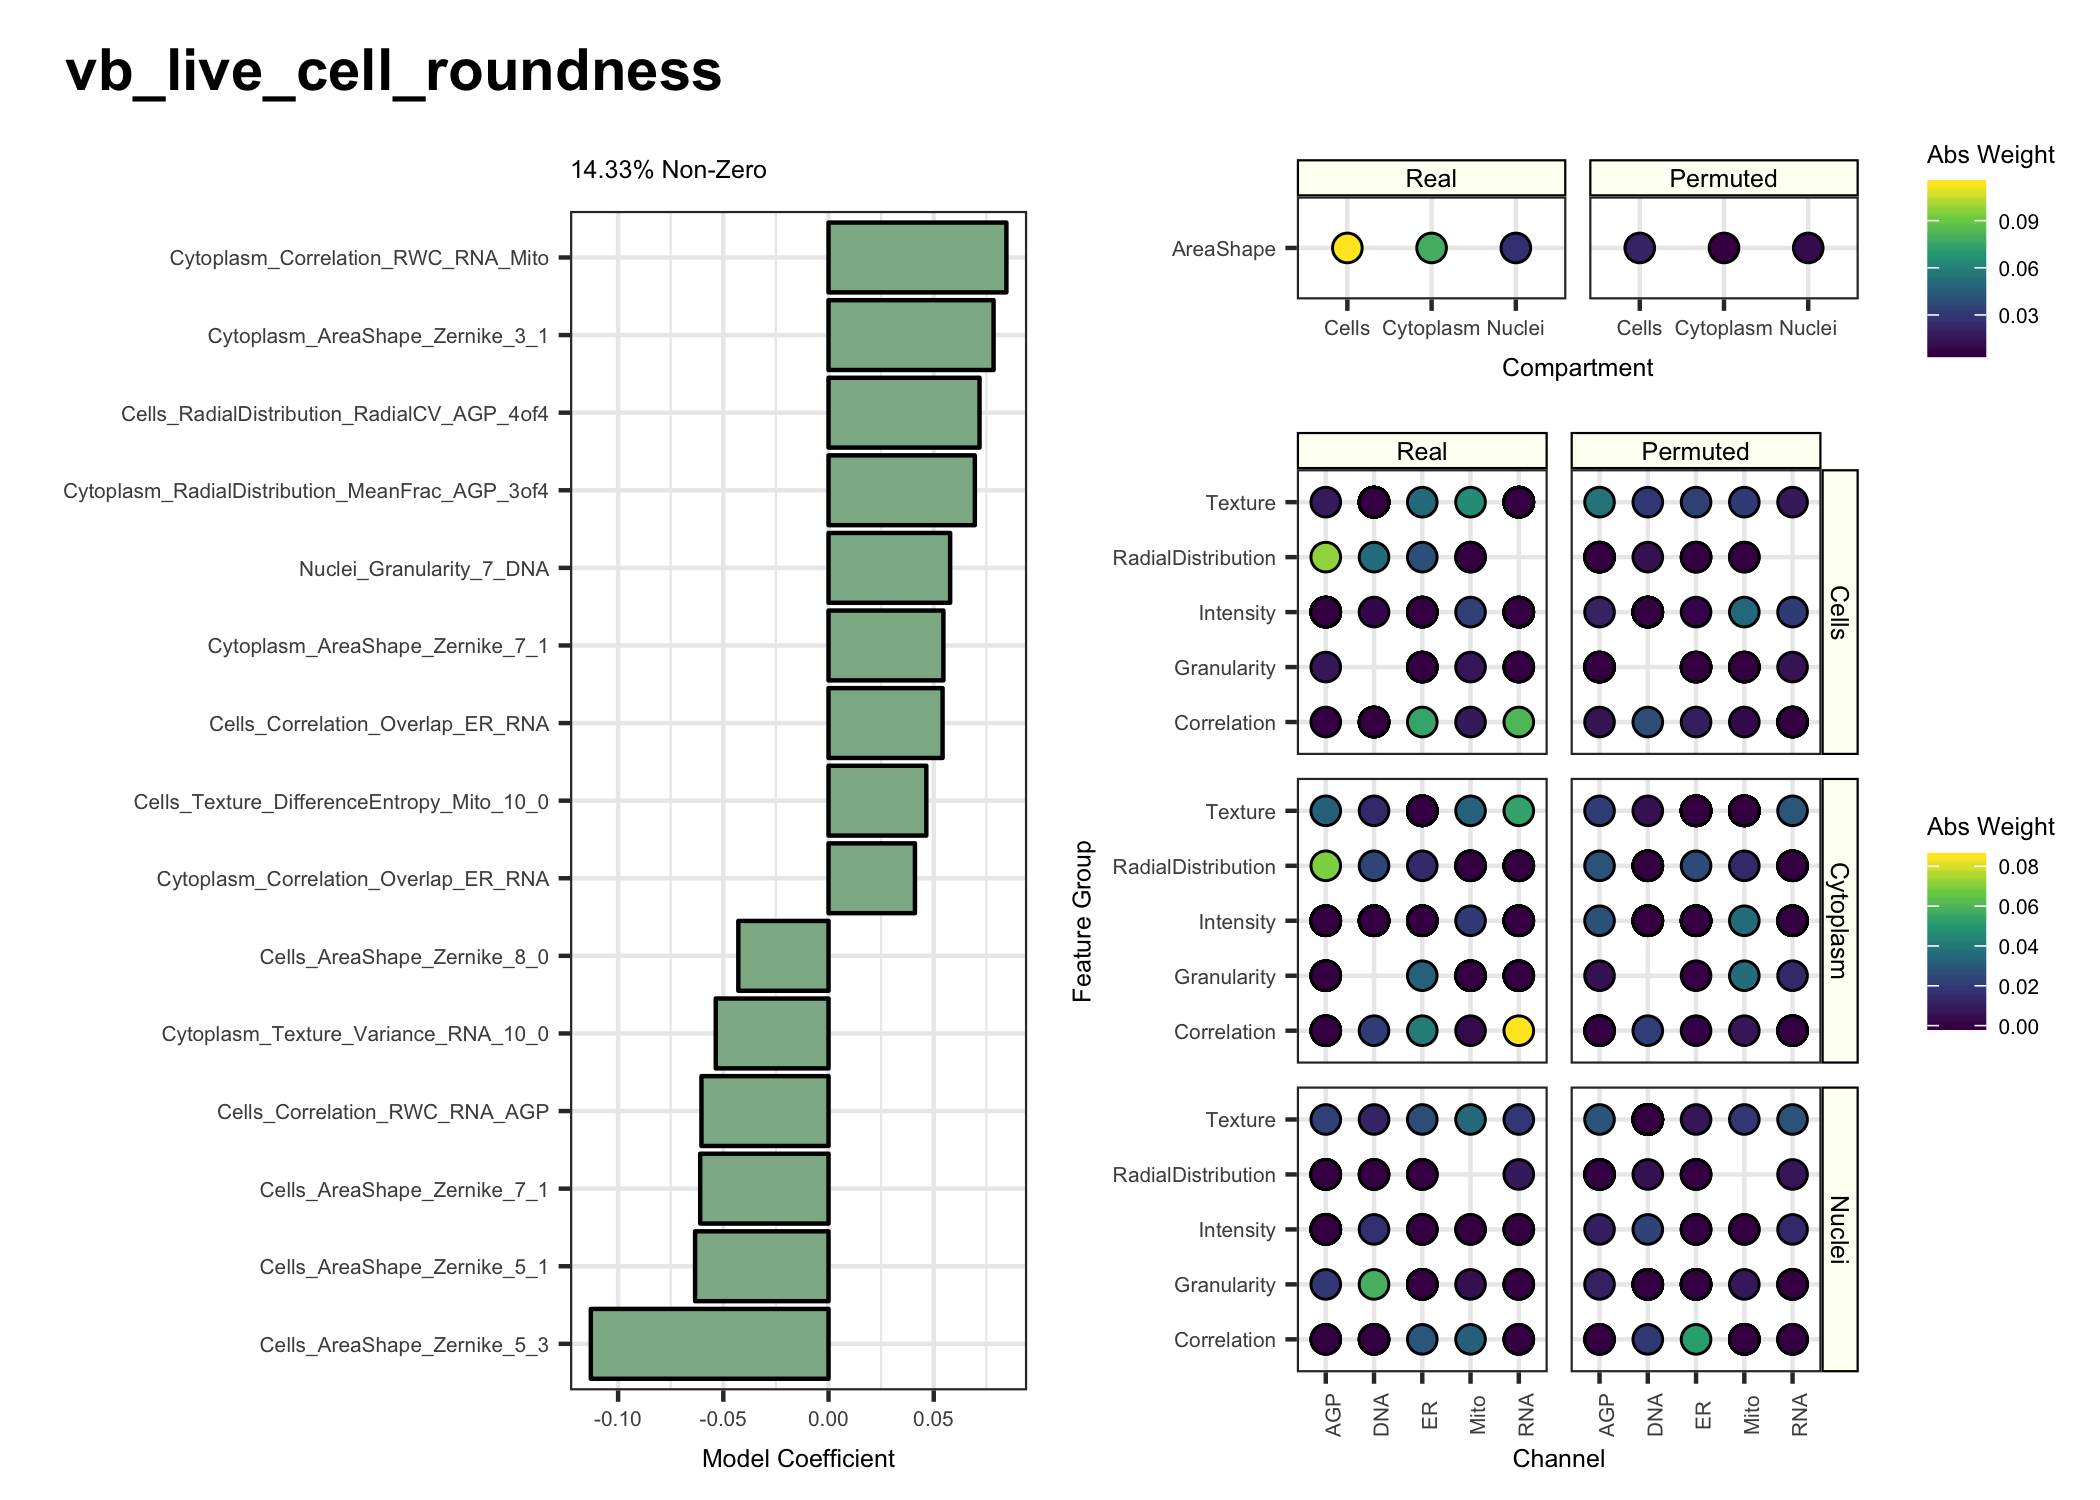 vb_live_cell_roundness
14.33% Non-Zero
Cytoplasm_Correlation_RWC_RNA_Mito
Cytoplasm_AreaShape_Zernike_3_1
Cells_RadialDistribution_RadialCV_AGP_4of4
Cytoplasm_RadialDistribution_MeanFrac_AGP_3of4
Nuclei_Granularity_7_DNA
Cytoplasm_AreaShape_Zernike_7_1
Cells_Correlation_Overlap_ER_RNA
Cells_Texture_DifferenceEntropy_Mito_10_0
Cytoplasm_Correlation_Overlap_ER_RNA
Cells_AreaShape_Zernike_8_0
Cytoplasm_Texture_Variance_RNA_10_0
Cells_Correlation_RWC_RNA_AGP
Cells_AreaShape_Zernike_7_1
Cells_AreaShape_Zernike_5_1
Cells_AreaShape_Zernike_5_3
-0.10 -0.05 0.00 0.05
Model Coefficient
Real Permuted
AreaShape
Cells Cytoplasm Nuclei Cells Cytoplasm Nuclei
Compartment
Abs Weight
0.09
0.06
0.03
Real Permuted
Feature Group
Texture
RadialDistribution
Intensity
Granularity
Correlation
Cells
Texture
RadialDistribution
Intensity
Granularity
Correlation
Cytoplasm
Texture
RadialDistribution
Intensity
Granularity
Correlation
Nuclei
AGP DNA ER Mito RNA AGP DNA ER Mito RNA
Channel
Abs Weight
0.08
0.06
0.04
0.02
0.00